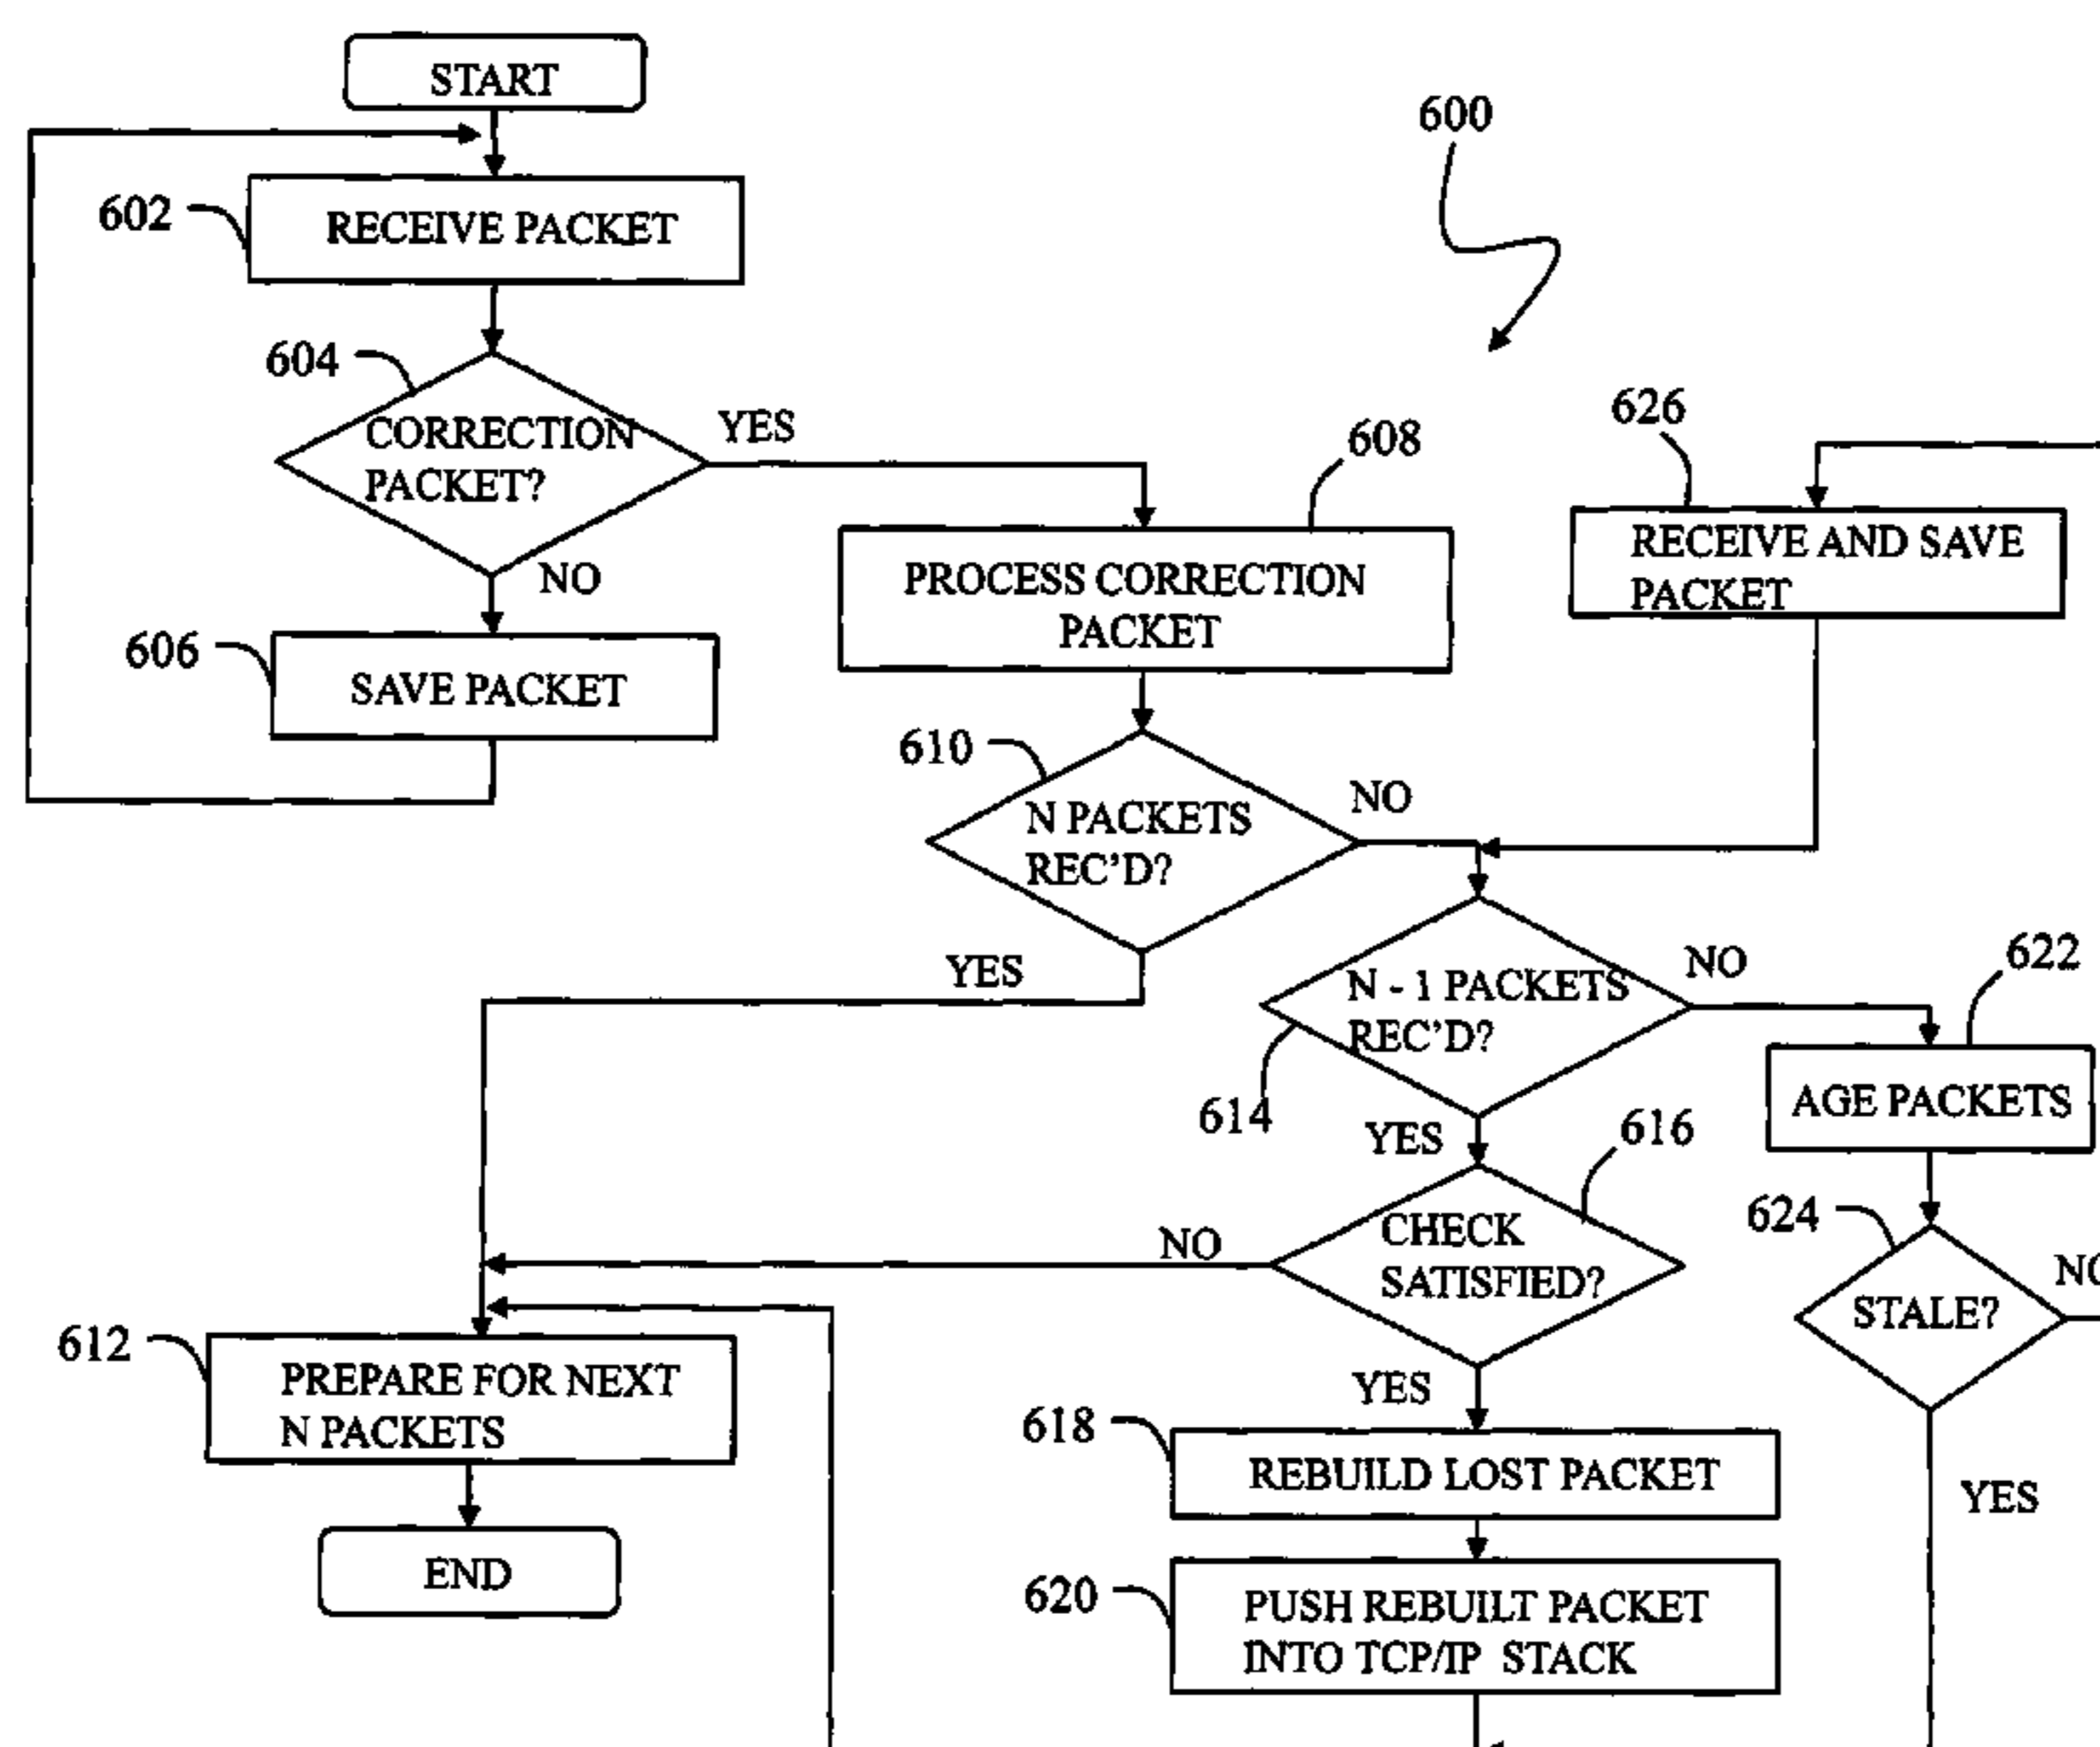 START
600
602
RECEIVE PACKET
604
CORRECTION
PACKET?
YES
NO
608
626
PROCESS CORRECTION
PACKET
RECEIVE AND SAVE
PACKET
606
SAVE PACKET
610
N PACKETS
REC'D?
NO
YES
N - 1 PACKETS
REC'D?
NO
622
614
YES
AGE PACKETS
616
CHECK
SATISFIED?
NO
624
STALE?
NO
612
PREPARE FOR NEXT
N PACKETS
YES
618
REBUILD LOST PACKET
YES
END
620
PUSH REBUILT PACKET
INTO TCP/IP STACK